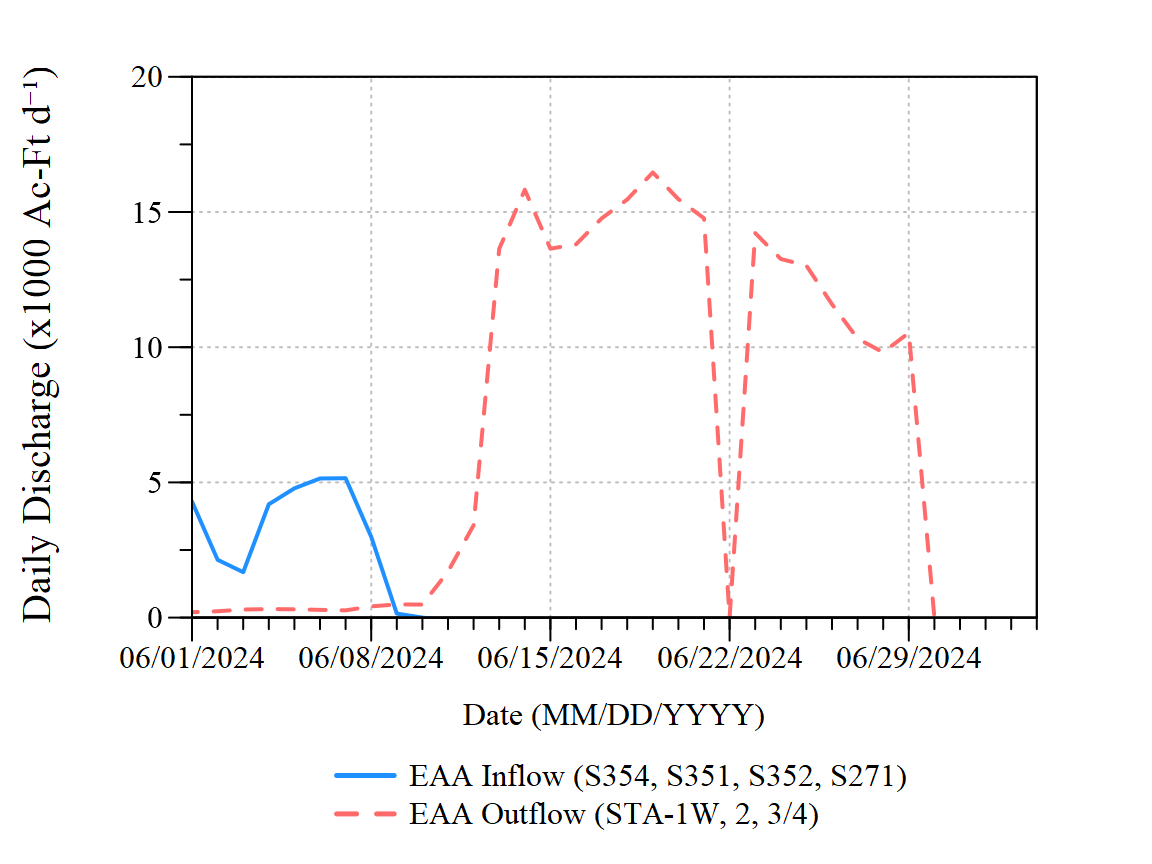 Daily Discharge (x1000 Ac-Ft d⁻¹)
20
15
10
5
0
06/01/2024 06/08/2024 06/15/2024 06/22/2024 06/29/2024
Date (MM/DD/YYYY)
EAA Inflow (S354, S351, S352, S271)
EAA Outflow (STA-1W, 2, 3/4)